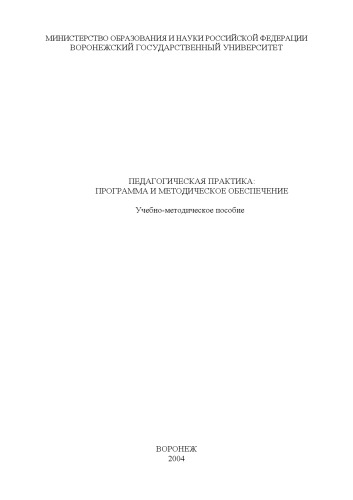 МИНИСТЕРСТВО ОБРАЗОВАНИЯ И НАУКИ РОССИЙСКОЙ ФЕДЕРАЦИИ
ВОРОНЕЖСКИЙ ГОСУДАРСТВЕННЫЙ УНИВЕРСИТЕТ
ПЕДАГОГИЧЕСКАЯ ПРАКТИКА:
ПРОГРАММА И МЕТОДИЧЕСКОЕ ОБЕСПЕЧЕНИЕ
Учебно-методическое пособие
ВОРОНЕЖ
2004